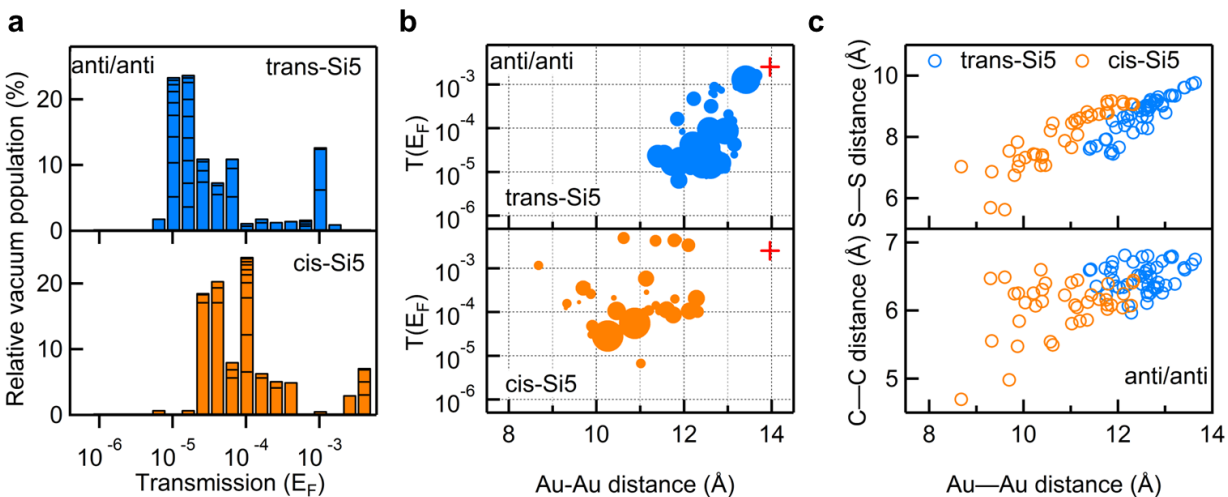 a
anti/anti
trans-Si5
20
10
0
cis-Si5
20
10
0
Relative vacuum population (%)
10-6
10-5
10-4
10-3
Transmission (EF)
b
anti/anti
trans-Si5
10-3
10-4
10-5
10-6
T(EF)
cis-Si5
10-3
10-4
10-5
10-6
T(EF)
8
10
12
14
Au-Au distance (Å)
c
trans-Si5
cis-Si5
10
8
6
S—S distance (Å)
7
6
5
C—C distance (Å)
anti/anti
8
10
12
14
Au—Au distance (Å)